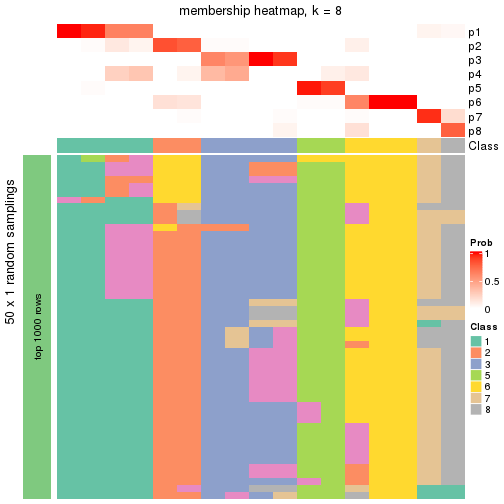 membership heatmap, k = 8
p1
p2
p3
p4
p5
p6
p7
p8
Class
50 x 1 random samplings
top 1000 rows
Prob
1
0.5
0
Class
1
2
3
5
6
7
8